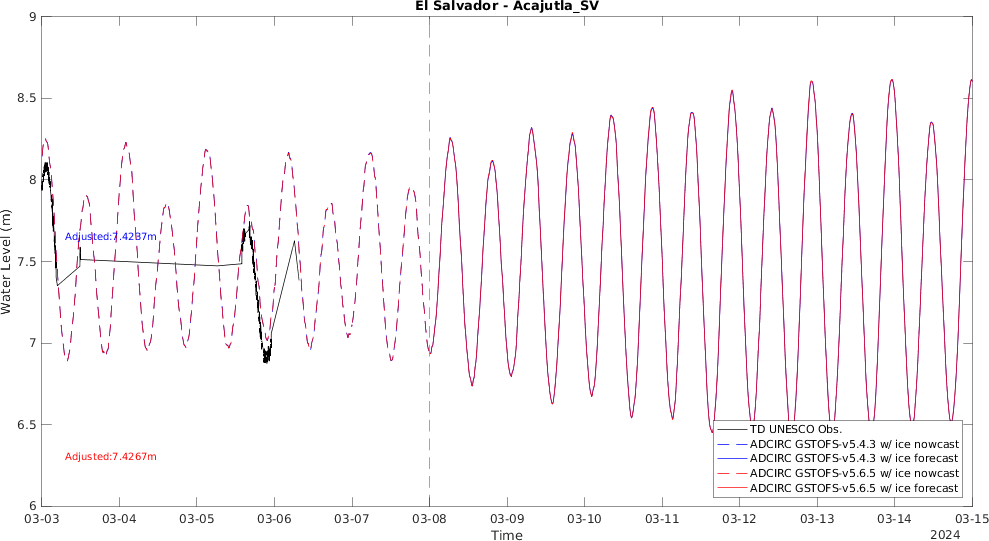 El Salvador - Acajutla_SV
9
8.5
8
7.5
7
6.5
6
Water Level (m)
Adjusted:7.4237m
Adjusted:7.4267m
TD UNESCO Obs.
ADCIRC GSTOFS-v5.4.3 w/ ice nowcast
ADCIRC GSTOFS-v5.4.3 w/ ice forecast
ADCIRC GSTOFS-v5.6.5 w/ ice nowcast
ADCIRC GSTOFS-v5.6.5 w/ ice forecast
03-03 03-04 03-05 03-06 03-07 03-08 03-09 03-10 03-11 03-12 03-13 03-14 03-15
Time
2024